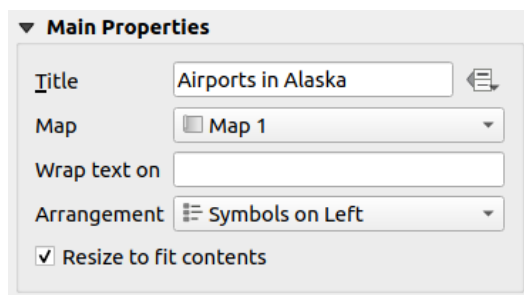 Main Properties
Title Airports in Alaska
Map Map 1
Wrap text on
Arrangement Symbols on Left
Resize to fit contents